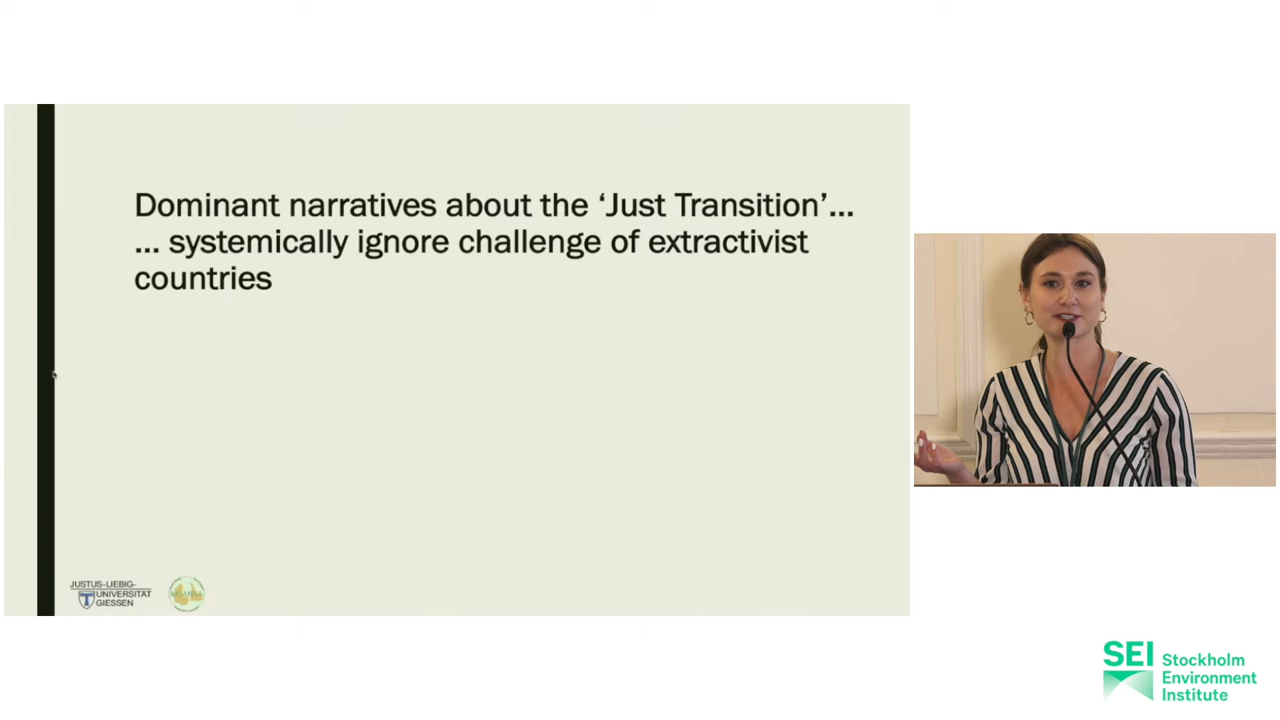 Dominant narratives about the ‘Just Transition’...
... systemically ignore challenge of extractivist
countries
JUSTUS-LIEBIG-
UNIVERSITÄT
GIESSEN
SEI Stockholm
Environment
Institute